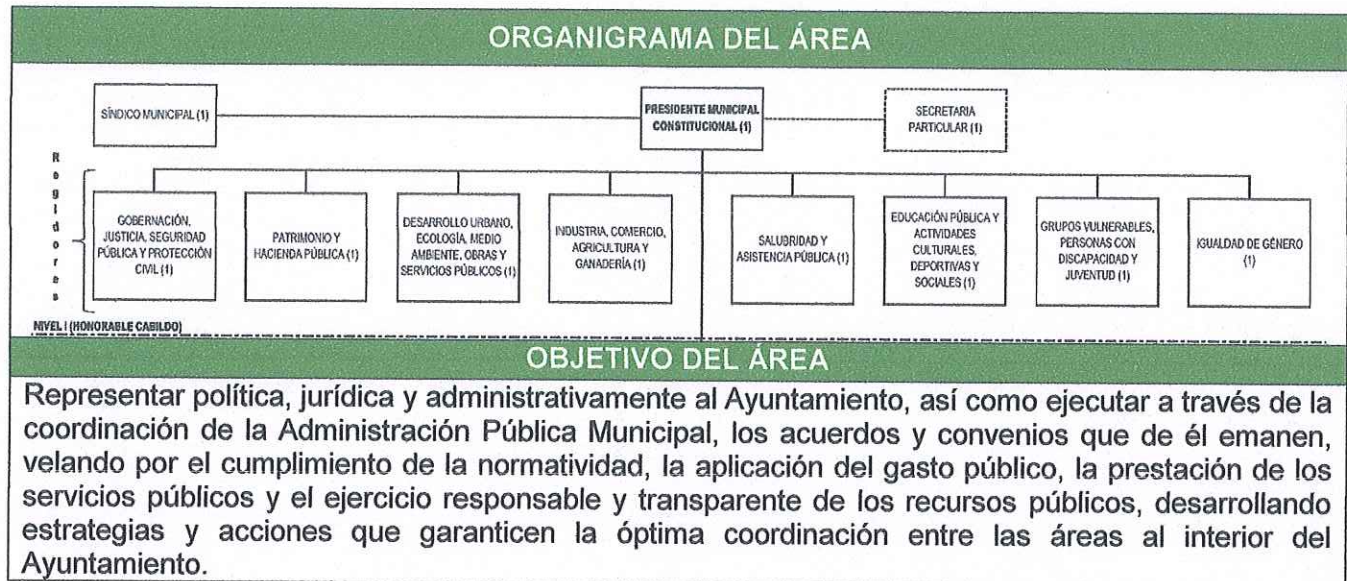 ORGANIGRAMA DEL ÁREA
SÍNDICO MUNICIPAL (1)
PRESIDENTE MUNICIPAL
CONSTITUCIONAL (1)
SECRETARIA
PARTICULAR (1)
Regidores
GOBERNACIÓN,
JUSTICIA, SEGURIDAD
PÚBLICA Y PROTECCIÓN
CIVIL (1)
PATRIMONIO Y
HACIENDA PÚBLICA (1)
DESARROLLO URBANO,
ECOLOGÍA, MEDIO
AMBIENTE, OBRAS Y
SERVICIOS PÚBLICOS (1)
INDUSTRIA, COMERCIO,
AGRICULTURA Y
GANADERÍA (1)
SALUBRIDAD Y
ASISTENCIA PÚBLICA (1)
EDUCACIÓN PÚBLICA Y
ACTIVIDADES
CULTURALES,
DEPORTIVAS Y
SOCIALES (1)
GRUPOS VULNERABLES,
PERSONAS CON
DISCAPACIDAD Y
JUVENTUD (1)
IGUALDAD DE GÉNERO
(1)
NIVEL I (HONORABLE CABILDO)
OBJETIVO DEL ÁREA
Representar política, jurídica y administrativamente al Ayuntamiento, así como ejecutar a través de la
coordinación de la Administración Pública Municipal, los acuerdos y convenios que de él emanen,
velando por el cumplimiento de la normatividad, la aplicación del gasto público, la prestación de los
servicios públicos y el ejercicio responsable y transparente de los recursos públicos, desarrollando
estrategias y acciones que garanticen la óptima coordinación entre las áreas al interior del
Ayuntamiento.